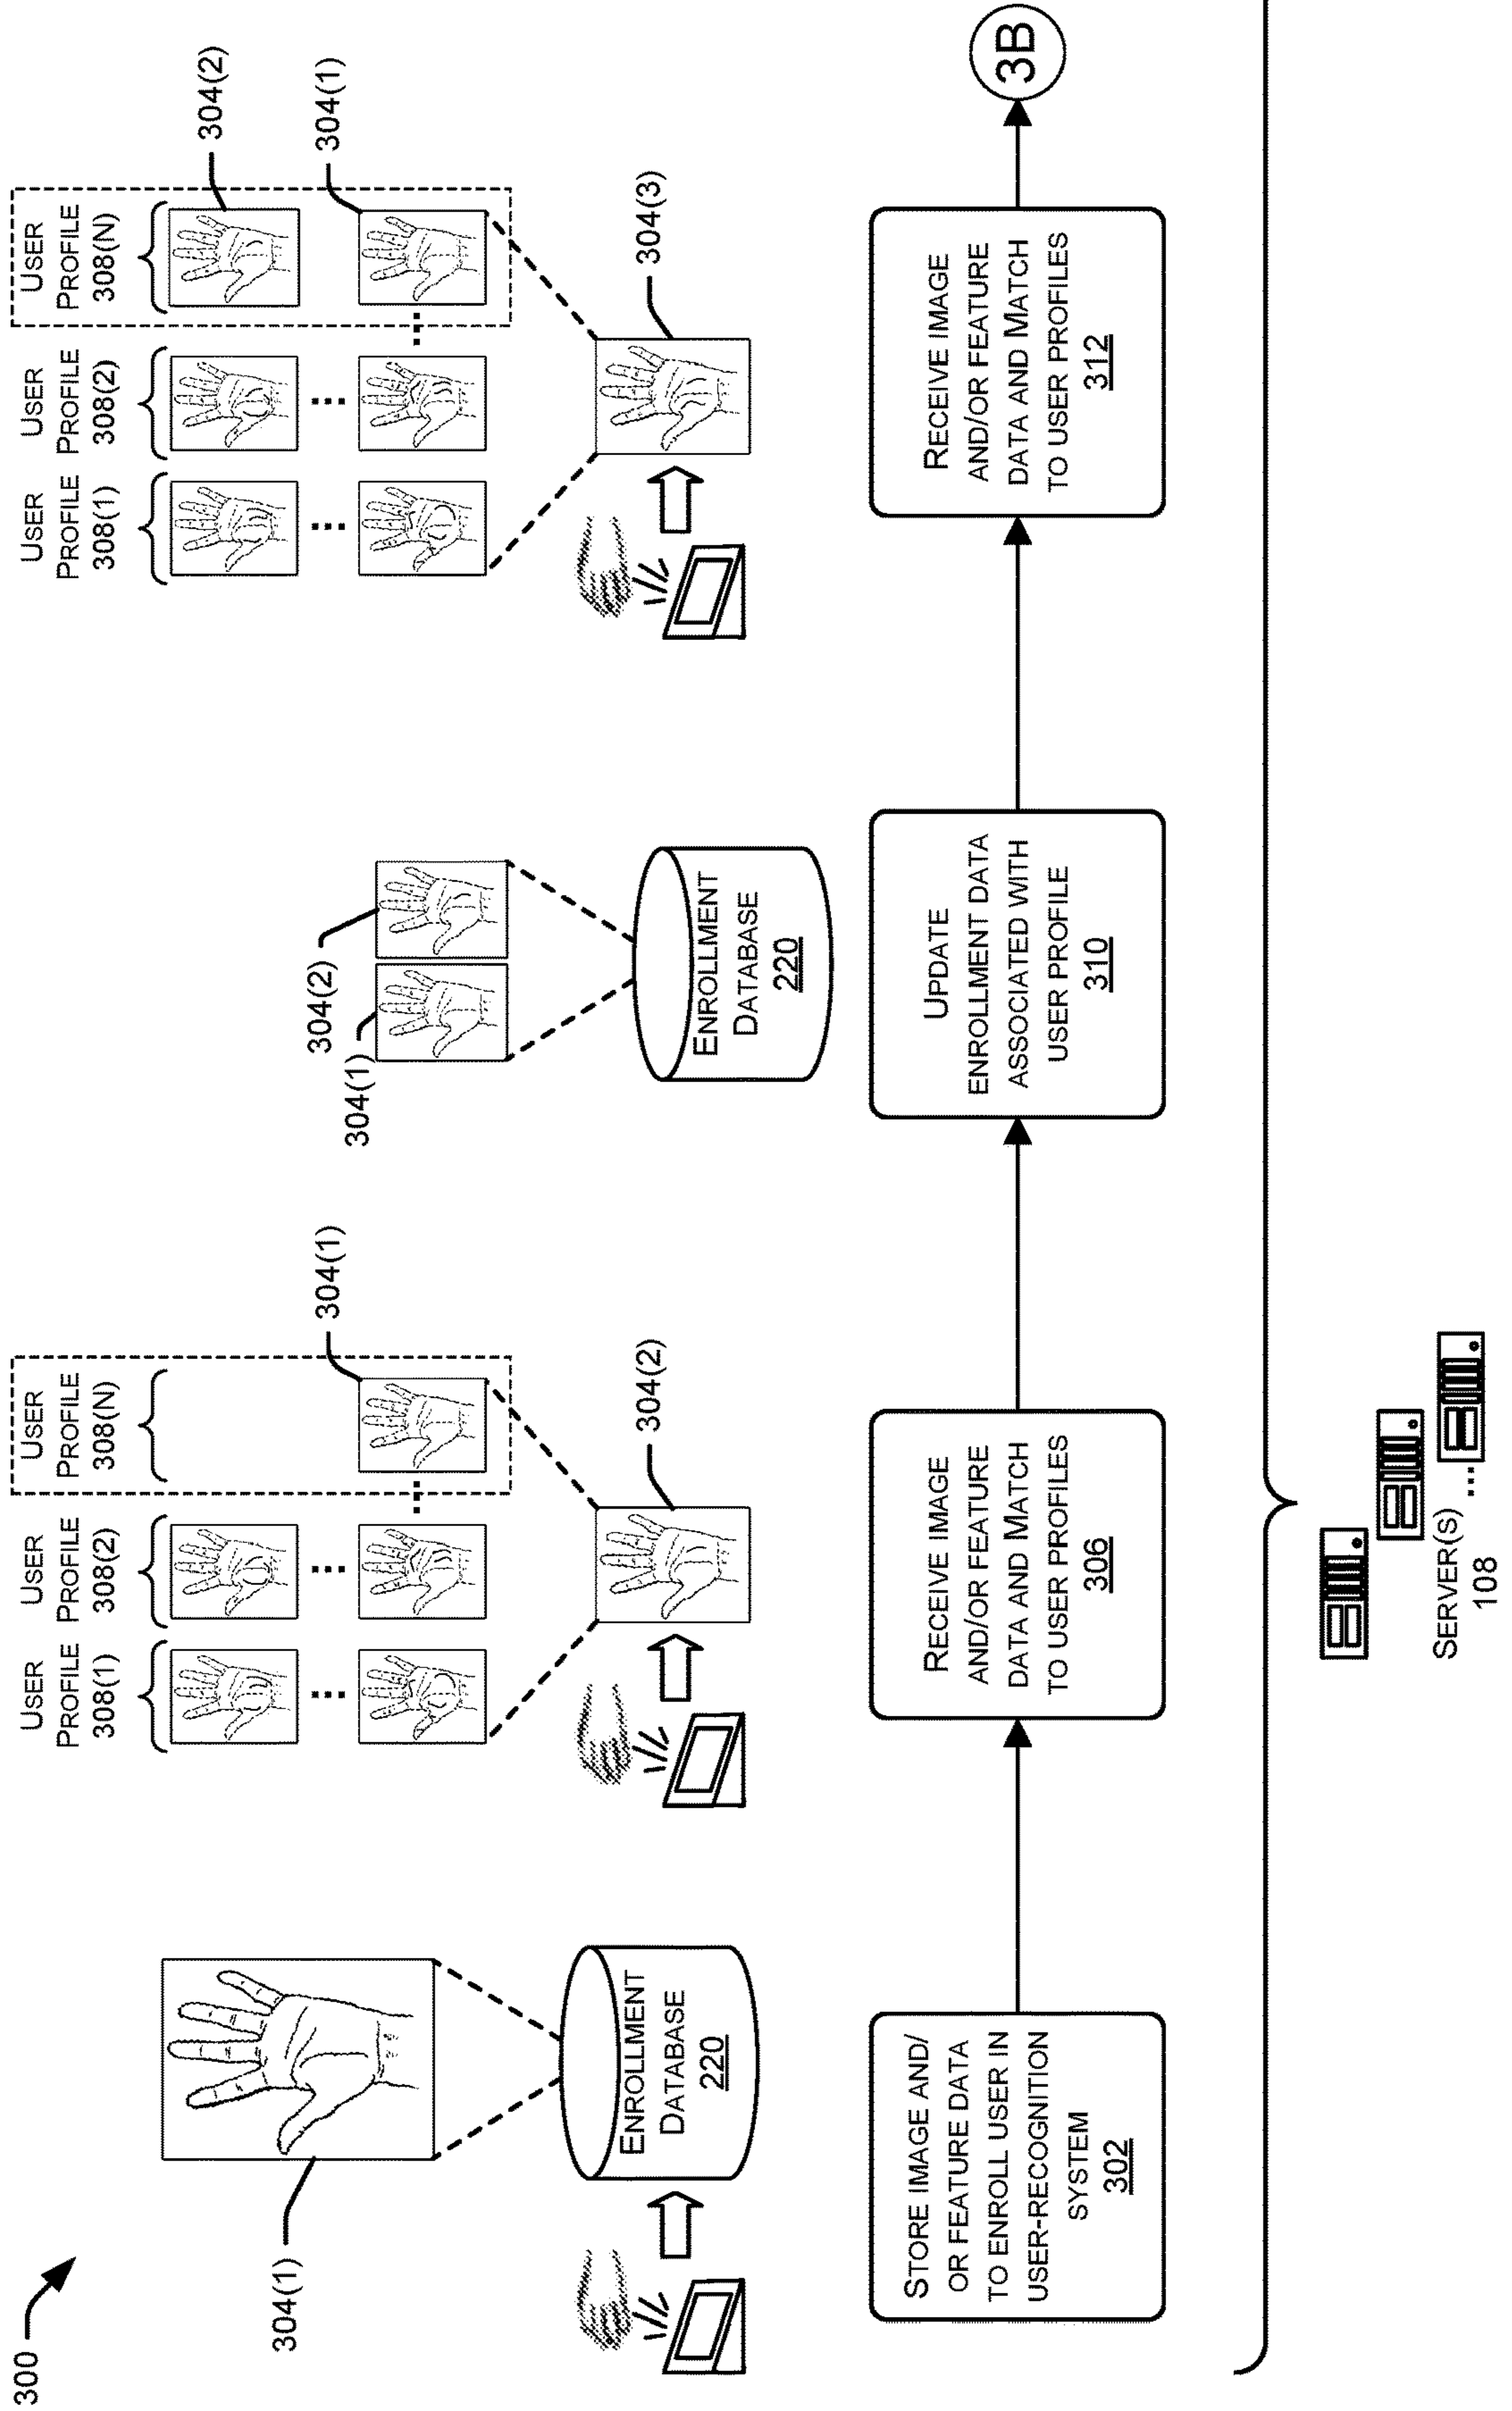 300
304(1)
ENROLLMENT
DATABASE
220
STORE IMAGE AND/
OR FEATURE DATA
TO ENROLL USER IN
USER-RECOGNITION
SYSTEM
302
USER
PROFILE
308(1)
USER
PROFILE
308(2)
USER
PROFILE
308(N)
304(1)
304(2)
RECEIVE IMAGE
AND/OR FEATURE
DATA AND MATCH
TO USER PROFILES
306
304(2)
304(1)
ENROLLMENT
DATABASE
220
UPDATE
ENROLLMENT DATA
ASSOCIATED WITH
USER PROFILE
310
USER
PROFILE
308(1)
USER
PROFILE
308(2)
USER
PROFILE
308(N)
304(2)
304(1)
304(3)
RECEIVE IMAGE
AND/OR FEATURE
DATA AND MATCH
TO USER PROFILES
312
3B
SERVER(S)
108